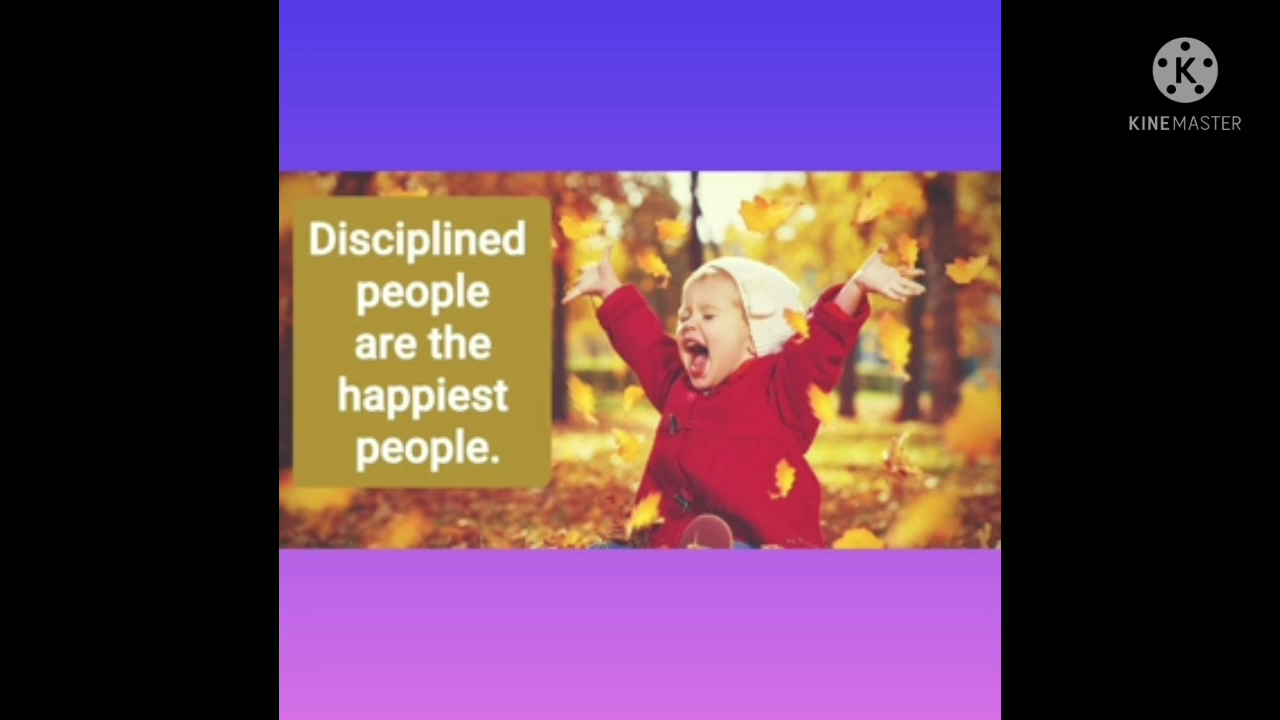 Disciplined
people
are the
happiest
people.
KINEMASTER